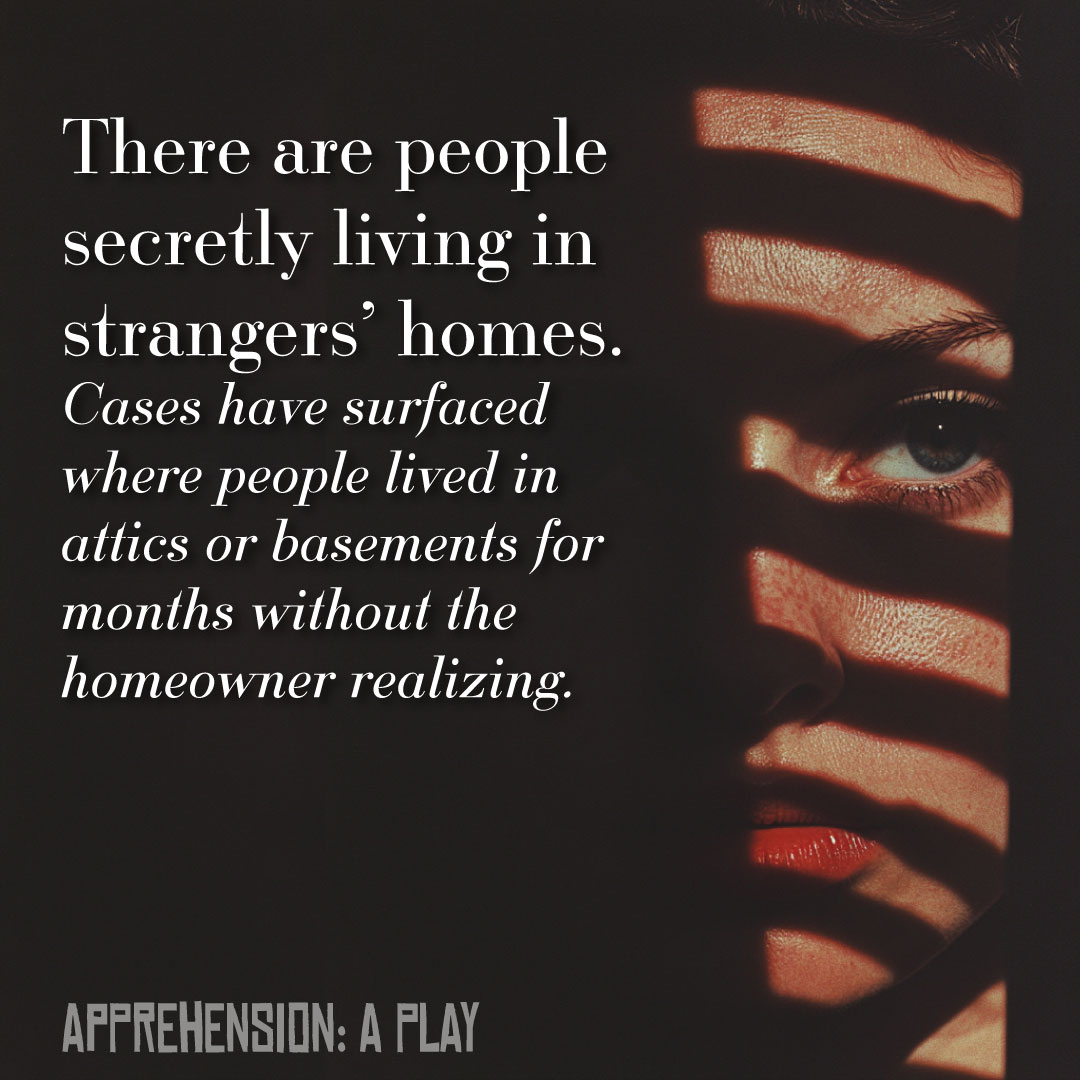 There are people
secretly living in
strangers’ homes.
Cases have surfaced
where people lived in
attics or basements for
months without the
homeowner realizing.
APPREHENSION: A PLAY